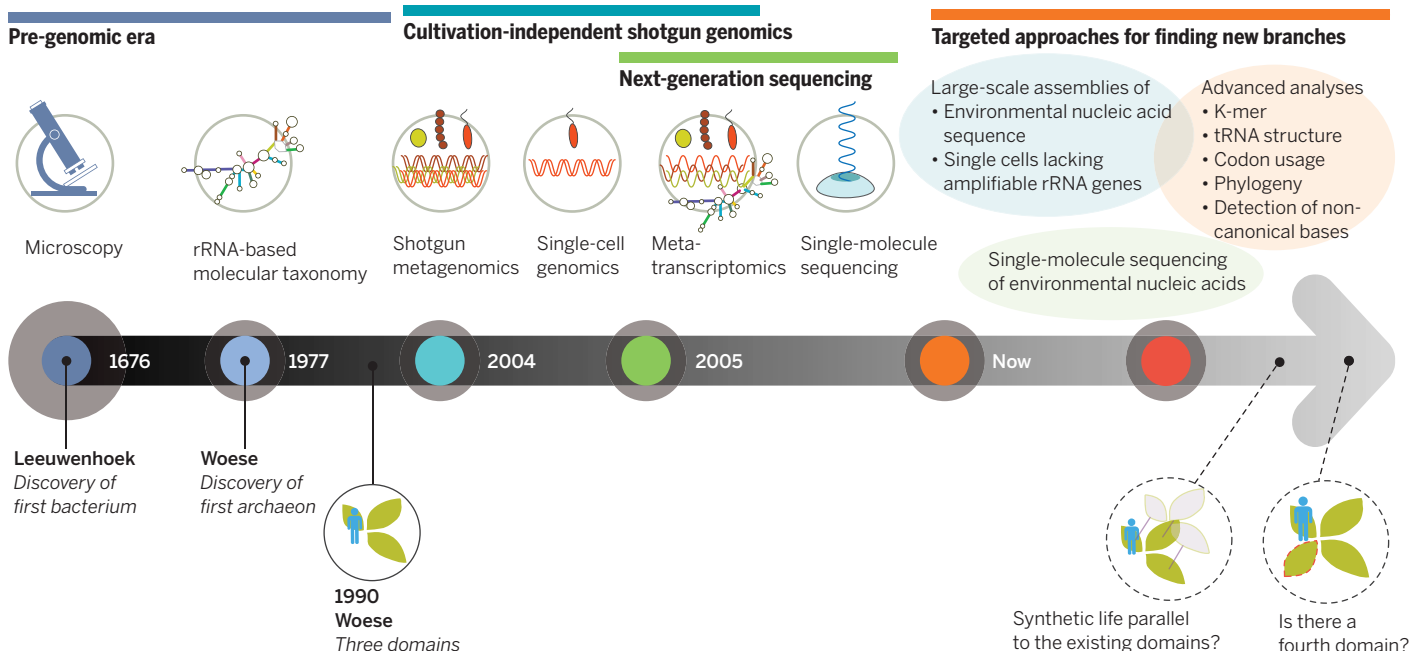 Pre-genomic era
Cultivation-independent shotgun genomics
Next-generation sequencing
Targeted approaches for finding new branches
Microscopy
rRNA-based
molecular taxonomy
Shotgun
metagenomics
Single-cell
genomics
Meta-
transcriptomics
Single-molecule
sequencing
Large-scale assemblies of
• Environmental nucleic acid
sequence
• Single cells lacking
amplifiable rRNA genes
Advanced analyses
• K-mer
• tRNA structure
• Codon usage
• Phylogeny
• Detection of non-
canonical bases
Single-molecule sequencing
of environmental nucleic acids
1676
1977
2004
2005
Now
Leeuwenhoek
Discovery of
first bacterium
Woese
Discovery of
first archaeon
1990
Woese
Three domains
Synthetic life parallel
to the existing domains?
Is there a
fourth domain?